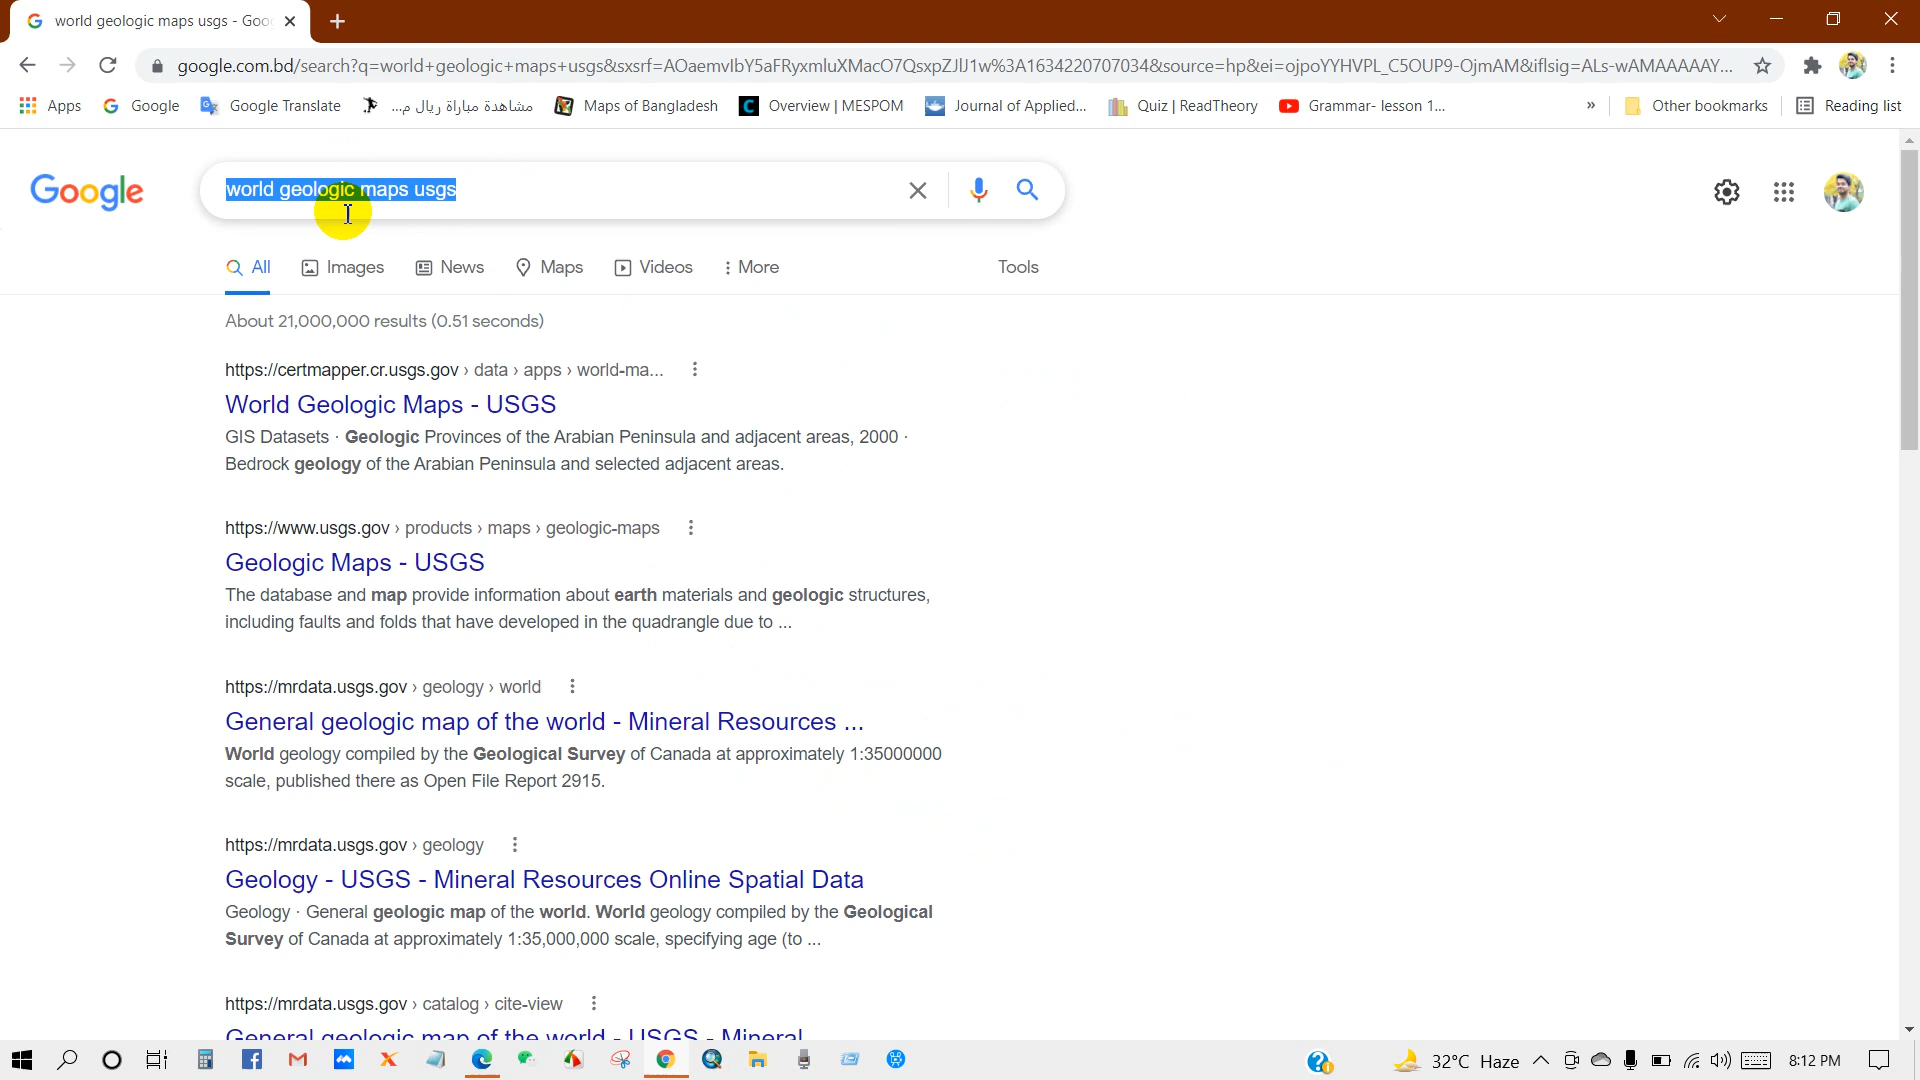 world geologic maps usgs - Goo
google.com.bd/search?q=world+geologic+maps+usgs&sxsrf=AOaemvIbY5aFRyxmluXMacO7QsxpZJlJ1w%3A1634220707034&source=hp&ei=ojpoYYHVPL_C5OUP9-OjmAM&iflsig=ALs-wAMAAAAAY...
Apps Google Google Translate مشاهدة مباراة ريال م... Maps of Bangladesh Overview | MESPOM Journal of Applied... Quiz | ReadTheory Grammar- lesson 1... » Other bookmarks Reading list
Google
world geologic maps usgs
All Images News Maps Videos More Tools
About 21,000,000 results (0.51 seconds)
https://certmapper.cr.usgs.gov › data › apps › world-ma...
World Geologic Maps - USGS
GIS Datasets · Geologic Provinces of the Arabian Peninsula and adjacent areas, 2000 ·
Bedrock geology of the Arabian Peninsula and selected adjacent areas.
https://www.usgs.gov › products › maps › geologic-maps
Geologic Maps - USGS
The database and map provide information about earth materials and geologic structures,
including faults and folds that have developed in the quadrangle due to ...
https://mrdata.usgs.gov › geology › world
General geologic map of the world - Mineral Resources ...
World geology compiled by the Geological Survey of Canada at approximately 1:35000000
scale, published there as Open File Report 2915.
https://mrdata.usgs.gov › geology
Geology - USGS - Mineral Resources Online Spatial Data
Geology · General geologic map of the world. World geology compiled by the Geological
Survey of Canada at approximately 1:35,000,000 scale, specifying age (to ...
https://mrdata.usgs.gov › catalog › cite-view
General geologic map of the world - USGS - Mineral
32°C Haze 8:12 PM